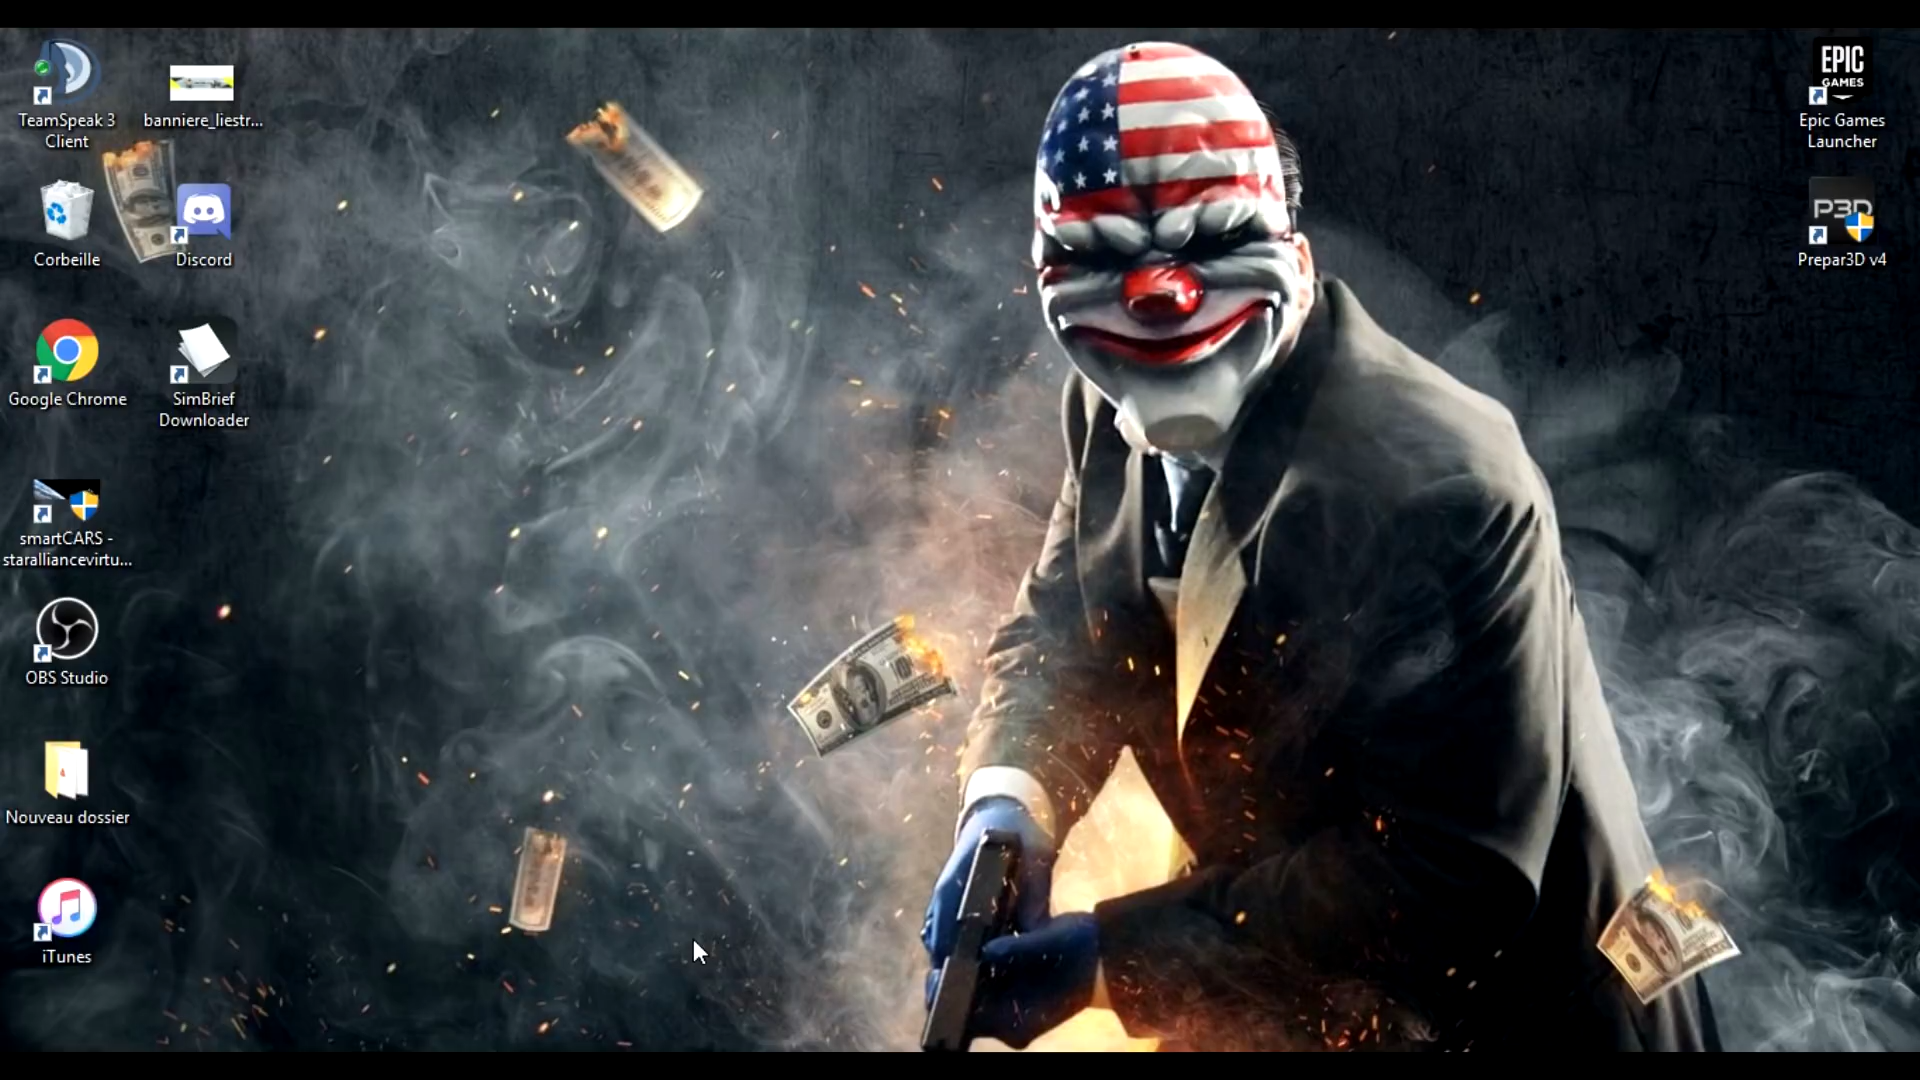 TeamSpeak 3
Client
banniere_liestr...
Corbeille
Discord
Google Chrome
SimBrief
Downloader
smartCARS -
staralliancevirtu...
OBS Studio
Nouveau dossier
iTunes
EPIC
GAMES
Epic Games
Launcher
P3D
Prepar3D v4